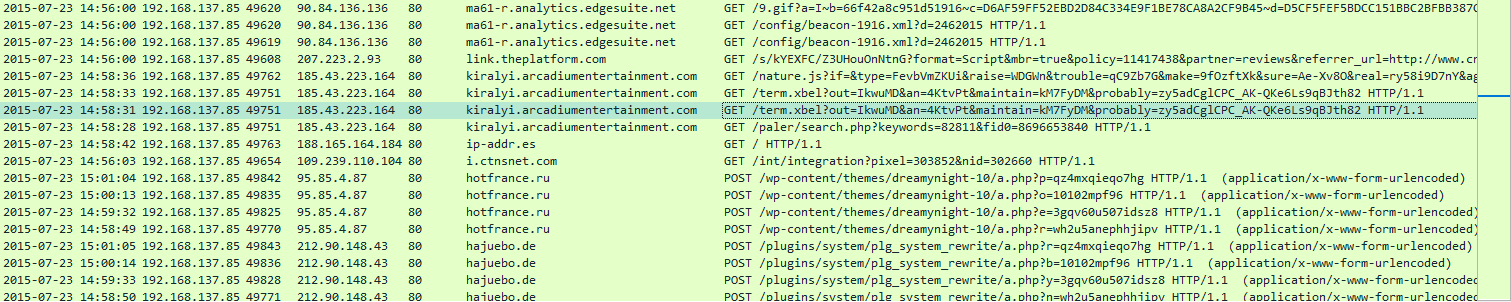 2015-07-23 14:56:00 192.168.137.85 49620 90.84.136.136 80 ma61-r.analytics.edgesuite.net GET /9.gif?a=I~b=66f42a8c951d51916~c=D6AF59FF52EBD2D84C334E9F1BE78CA8A2CF9B45~d=D5CF5FEF5BDCC151BBC2BFBB387C
2015-07-23 14:56:00 192.168.137.85 49620 90.84.136.136 80 ma61-r.analytics.edgesuite.net GET /config/beacon-1916.xml?d=2462015 HTTP/1.1
2015-07-23 14:56:00 192.168.137.85 49619 90.84.136.136 80 ma61-r.analytics.edgesuite.net GET /config/beacon-1916.xml?d=2462015 HTTP/1.1
2015-07-23 14:56:00 192.168.137.85 49608 207.223.2.93 80 link.theplatform.com GET /s/kYEXFC/Z3UHouOnNtnG?format=Script&mbr=true&policy=11417438&partner=reviews&referrer_url=http://www.cn
2015-07-23 14:58:36 192.168.137.85 49762 185.43.223.164 80 kiralyi.arcadiumentertainment.com GET /nature.js?if=&type=FevbVmZKUi&raise=WDGWn&trouble=qC9Zb7G&make=9fOzftXk&sure=Ae-Xv8O&real=ry58i9D7nY&ag
2015-07-23 14:58:33 192.168.137.85 49751 185.43.223.164 80 kiralyi.arcadiumentertainment.com GET /term.xbel?out=IkwuMD&an=4KtvPt&maintain=kM7FyDM&probably=zy5adCglCPC_AK-QKe6Ls9qBJth82 HTTP/1.1
2015-07-23 14:58:31 192.168.137.85 49751 185.43.223.164 80 kiralyi.arcadiumentertainment.com GET /term.xbel?out=IkwuMD&an=4KtvPt&maintain=kM7FyDM&probably=zy5adCglCPC_AK-QKe6Ls9qBJth82 HTTP/1.1
2015-07-23 14:58:28 192.168.137.85 49751 185.43.223.164 80 kiralyi.arcadiumentertainment.com GET /paler/search.php?keywords=82811&fid0=8696653840 HTTP/1.1
2015-07-23 14:58:42 192.168.137.85 49763 188.165.164.184 80 ip-addr.es GET / HTTP/1.1
2015-07-23 14:56:03 192.168.137.85 49654 109.239.110.104 80 i.ctnsnet.com GET /int/integration?pixel=303852&nid=302660 HTTP/1.1
2015-07-23 15:01:04 192.168.137.85 49842 95.85.4.87 80 hotfrance.ru POST /wp-content/themes/dreamynight-10/a.php?p=qz4mxqieqo7hg HTTP/1.1 (application/x-www-form-urlencoded)
2015-07-23 15:00:13 192.168.137.85 49835 95.85.4.87 80 hotfrance.ru POST /wp-content/themes/dreamynight-10/a.php?o=10102mpf96 HTTP/1.1 (application/x-www-form-urlencoded)
2015-07-23 14:59:32 192.168.137.85 49825 95.85.4.87 80 hotfrance.ru POST /wp-content/themes/dreamynight-10/a.php?e=3gqv60u507idsz8 HTTP/1.1 (application/x-www-form-urlencoded)
2015-07-23 14:58:49 192.168.137.85 49770 95.85.4.87 80 hotfrance.ru POST /wp-content/themes/dreamynight-10/a.php?r=wh2u5anephhjipv HTTP/1.1 (application/x-www-form-urlencoded)
2015-07-23 15:01:05 192.168.137.85 49843 212.90.148.43 80 hajuebo.de POST /plugins/system/plg_system_rewrite/a.php?r=qz4mxqieqo7hg HTTP/1.1 (application/x-www-form-urlencoded)
2015-07-23 15:00:14 192.168.137.85 49836 212.90.148.43 80 hajuebo.de POST /plugins/system/plg_system_rewrite/a.php?b=10102mpf96 HTTP/1.1 (application/x-www-form-urlencoded)
2015-07-23 14:59:33 192.168.137.85 49828 212.90.148.43 80 hajuebo.de POST /plugins/system/plg_system_rewrite/a.php?y=3gqv60u507idsz8 HTTP/1.1 (application/x-www-form-urlencoded)
2015-07-23 14:58:50 192.168.137.85 49771 212.90.148.43 80 hajuebo.de POST /plugins/system/plg_system_rewrite/a.php?n=wh2u5anephhjipv HTTP/1.1 (application/x-www-form-urlencoded)